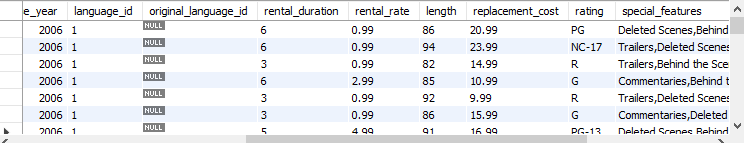 e_year language_id original_language_id rental_duration rental_rate length replacement_cost rating special_features
2006 1 NULL 6 0.99 86 20.99 PG Deleted Scenes,Behind
2006 1 NULL 6 0.99 94 23.99 NC-17 Trailers,Deleted Scenes
2006 1 NULL 3 0.99 82 14.99 R Trailers,Behind the Sce
2006 1 NULL 6 2.99 85 10.99 G Commentaries,Behind t
2006 1 NULL 3 0.99 92 9.99 R Trailers,Deleted Scenes
2006 1 NULL 3 0.99 86 15.99 G Commentaries,Deleted
2006 1 NULL 5 4.99 91 16.99 PG-13 Deleted Scenes,Behind